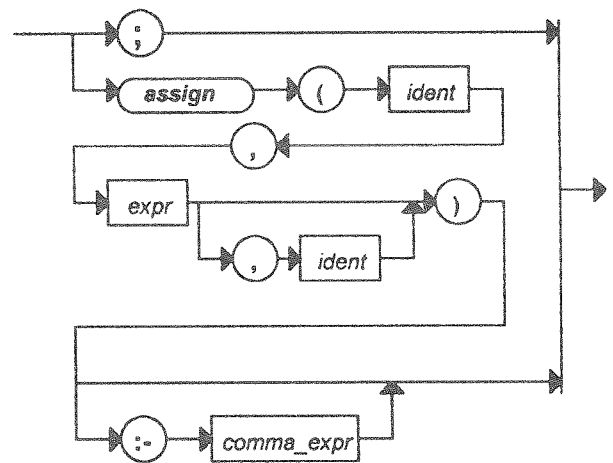 ;
assign ( ident
,
expr )
, ident
:- comma_expr